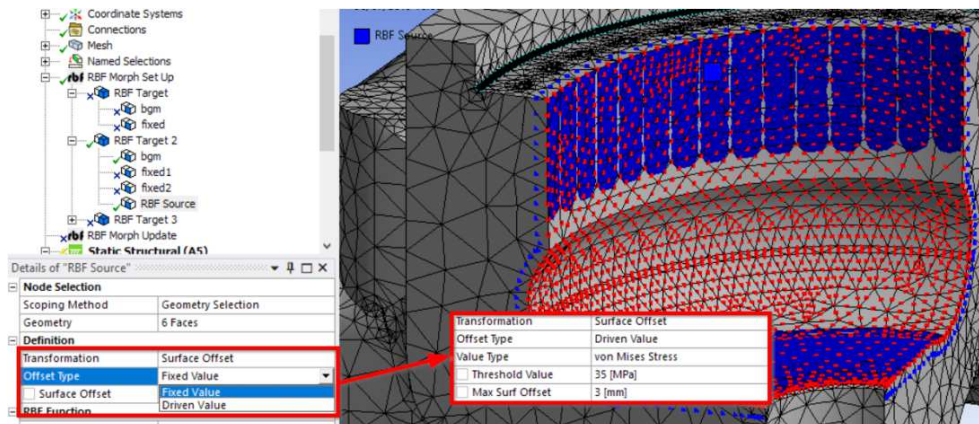 Coordinate Systems
Connections
Mesh
Named Selections
rbf RBF Morph Set Up
RBF Target
bgm
fixed
RBF Target 2
bgm
fixed1
fixed2
RBF Source
RBF Target 3
rbf RBF Morph Update
Static Structural (A5)
Details of "RBF Source"
Node Selection
Scoping Method Geometry Selection
Geometry 6 Faces
Definition
Transformation Surface Offset
Offset Type Fixed Value
Surface Offset Fixed Value
Driven Value
RBF Function
RBF Source
Transformation Surface Offset
Offset Type Driven Value
Value Type von Mises Stress
Threshold Value 35 [MPa]
Max Surf Offset 3 [mm]